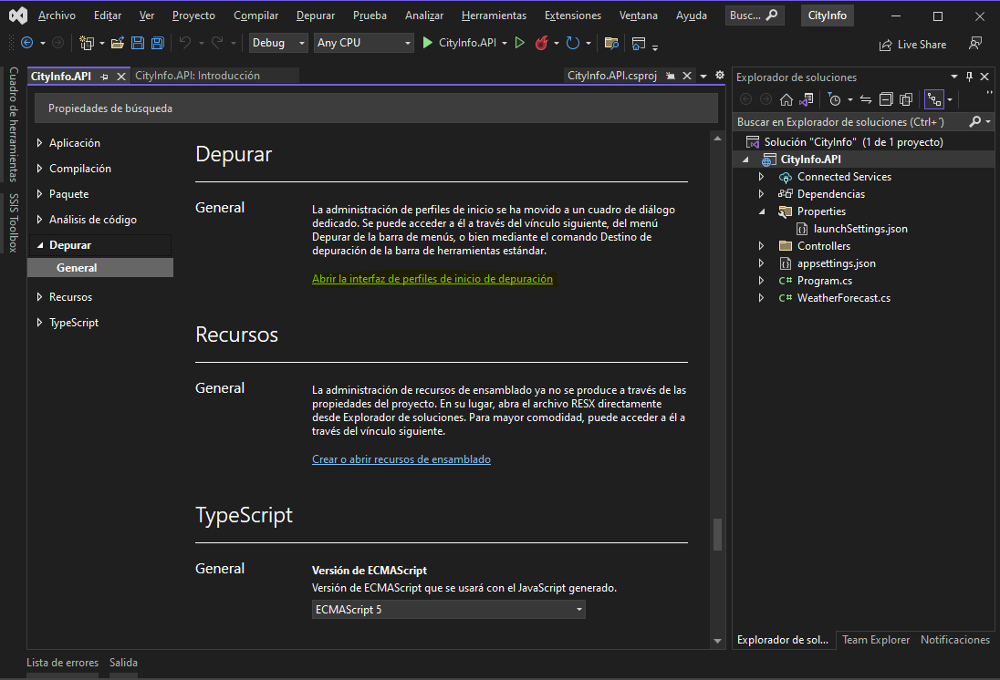 Archivo Editar Ver Proyecto Compilar Depurar Prueba Analizar Herramientas Extensiones Ventana Ayuda Busc... CityInfo
Debug Any CPU CityInfo.API Live Share
CityInfo.API CityInfo.API: Introducción CityInfo.API.csproj
Cuadro de herramientas
SSIS Toolbox
Propiedades de búsqueda
Aplicación
Compilación
Paquete
Análisis de código
Depurar
General
Recursos
TypeScript
Depurar
General
La administración de perfiles de inicio se ha movido a un cuadro de diálogo
dedicado. Se puede acceder a él a través del vínculo siguiente, del menú
Depurar de la barra de menús, o bien mediante el comando Destino de
depuración de la barra de herramientas estándar.
Abrir la interfaz de perfiles de inicio de depuración
Recursos
General
La administración de recursos de ensamblado ya no se produce a través de las
propiedades del proyecto. En su lugar, abra el archivo RESX directamente
desde Explorador de soluciones. Para mayor comodidad, puede acceder a él a
través del vínculo siguiente.
Crear o abrir recursos de ensamblado
TypeScript
General
Versión de ECMAScript
Versión de ECMAScript que se usará con el JavaScript generado.
ECMAScript 5
Explorador de soluciones
Buscar en Explorador de soluciones (Ctrl+´)
Solución "CityInfo" (1 de 1 proyecto)
CityInfo.API
Connected Services
Dependencias
Properties
launchSettings.json
Controllers
appsettings.json
C# Program.cs
C# WeatherForecast.cs
Explorador de sol... Team Explorer Notificaciones
Lista de errores Salida